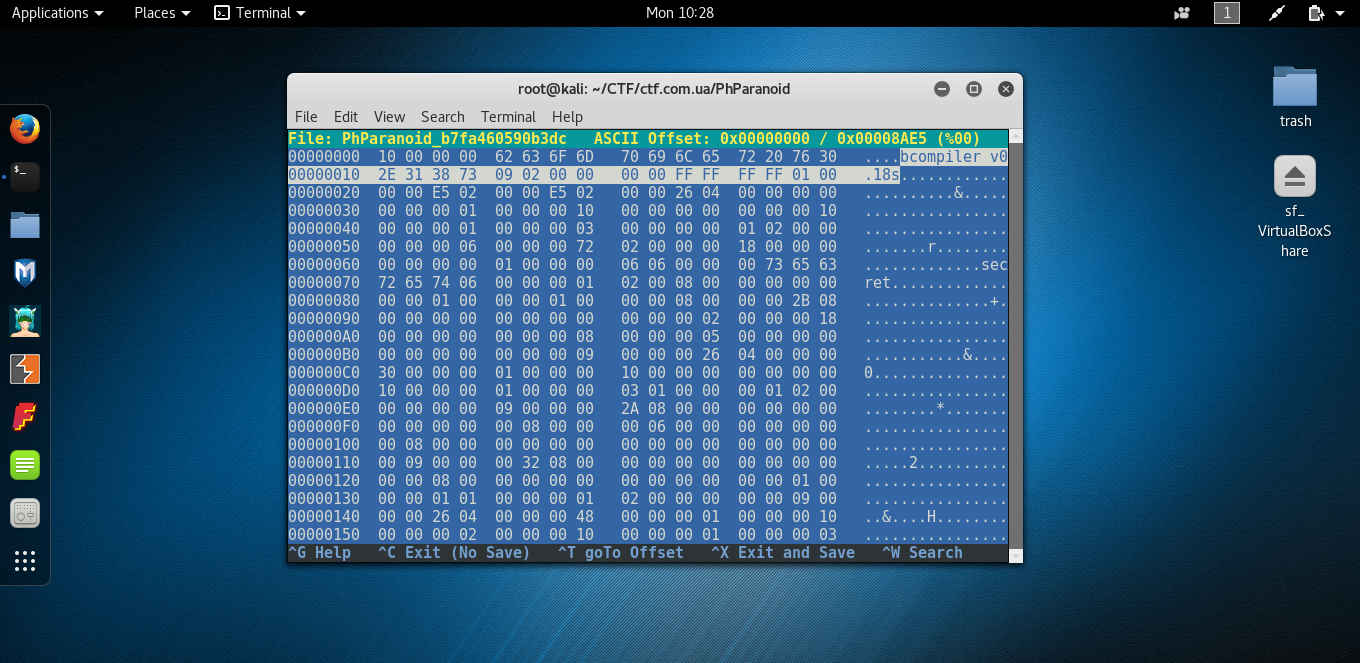 Applications Places Terminal Mon 10:28 1
root@kali: ~/CTF/ctf.com.ua/PhParanoid
File Edit View Search Terminal Help
File: PhParanoid_b7fa460590b3dc ASCII Offset: 0x00000000 / 0x00008AE5 (%00)
00000000 10 00 00 00 62 63 6F 6D 70 69 6C 65 72 20 76 30 ....bcompiler v0
00000010 2E 31 38 73 09 02 00 00 00 00 FF FF FF FF 01 00 .18s............
00000020 00 00 E5 02 00 00 E5 02 00 00 26 04 00 00 00 00 ..........&.....
00000030 00 00 00 01 00 00 00 10 00 00 00 00 00 00 00 10 ................
00000040 00 00 00 01 00 00 00 03 00 00 00 00 01 02 00 00 ................
00000050 00 00 00 06 00 00 00 72 02 00 00 00 18 00 00 00 .......r........
00000060 00 00 00 00 01 00 00 00 06 06 00 00 00 73 65 63 .............sec
00000070 72 65 74 06 00 00 00 01 02 00 08 00 00 00 00 00 ret.............
00000080 00 00 01 00 00 00 01 00 00 00 08 00 00 00 2B 08 ..............+.
00000090 00 00 00 00 00 00 00 00 00 00 00 02 00 00 00 18 ................
000000A0 00 00 00 00 00 00 00 08 00 00 00 05 00 00 00 00 ................
000000B0 00 00 00 00 00 00 00 09 00 00 00 26 04 00 00 00 ...........&....
000000C0 30 00 00 00 01 00 00 00 10 00 00 00 00 00 00 00 0...............
000000D0 10 00 00 00 01 00 00 00 03 01 00 00 00 01 02 00 ................
000000E0 00 00 00 00 09 00 00 00 2A 08 00 00 00 00 00 00 ........*.......
000000F0 00 00 00 00 00 08 00 00 00 06 00 00 00 00 00 00 ................
00000100 00 08 00 00 00 00 00 00 00 00 00 00 00 00 00 00 ................
00000110 00 09 00 00 00 32 08 00 00 00 00 00 00 00 00 00 .....2..........
00000120 00 00 08 00 00 00 00 00 00 00 00 00 00 00 01 00 ................
00000130 00 00 01 01 00 00 00 01 02 00 00 00 00 00 09 00 ................
00000140 00 00 26 04 00 00 00 48 00 00 00 01 00 00 00 10 ..&....H........
00000150 00 00 00 02 00 00 00 10 00 00 00 01 00 00 00 03 ................
^G Help ^C Exit (No Save) ^T goTo Offset ^X Exit and Save ^W Search
trash
sf_
VirtualBoxS
hare